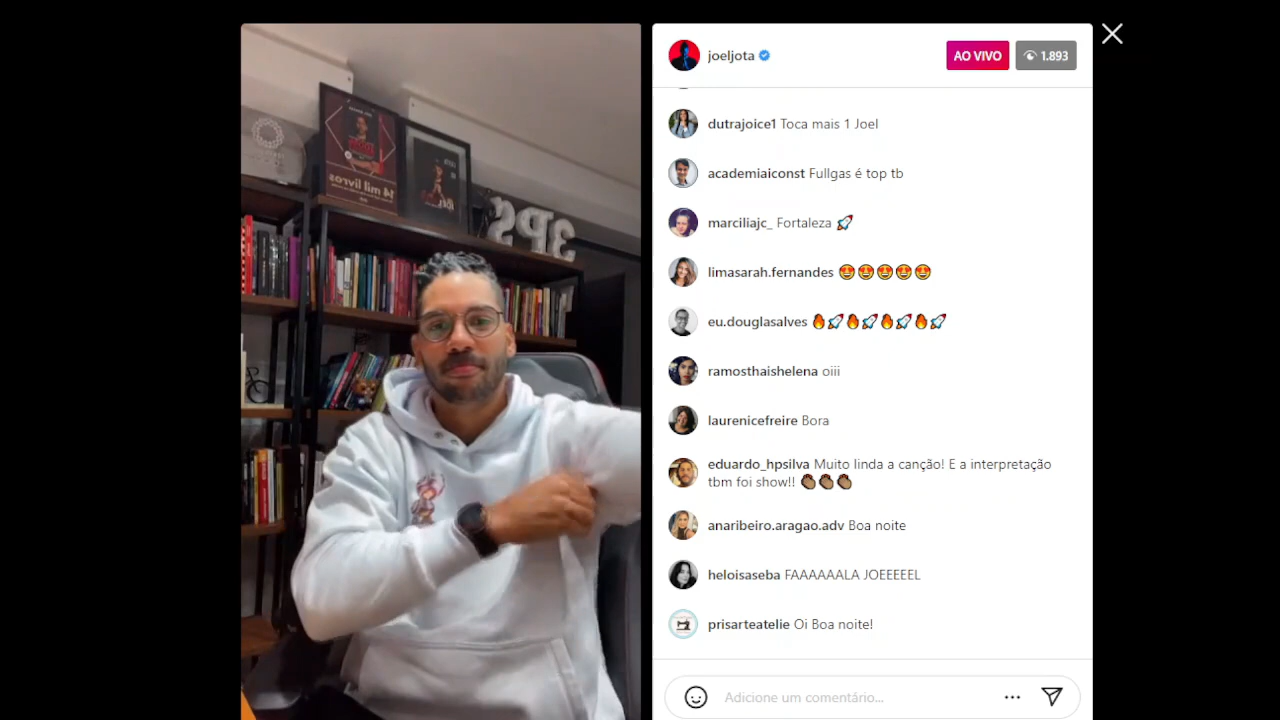 joeljota
AO VIVO
1.893
dutrajoice1 Toca mais 1 Joel
academiaiconst Fullgas é top tb
marciliajc_ Fortaleza 🚀
limasarah.fernandes 🤩🤩🤩🤩🤩
eu.douglasalves 🔥🚀🔥🚀🔥🚀🔥🚀
ramosthaishelena oiii
laurenicefreire Bora
eduardo_hpsilva Muito linda a canção! E a interpretação
tbm foi show!! 👏🏽👏🏽👏🏽
anaribeiro.aragao.adv Boa noite
heloisaseba FAAAAAALA JOEEEEEL
prisarteatelie Oi Boa noite!
Adicione um comentário...
14 mil livros
3PS